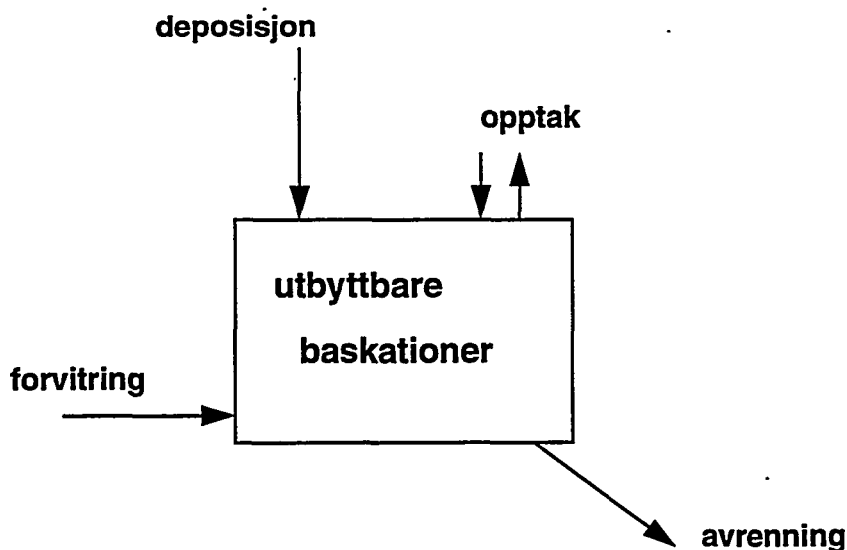 deposisjon
opptak
utbyttbare
baskationer
forvitring
avrenning